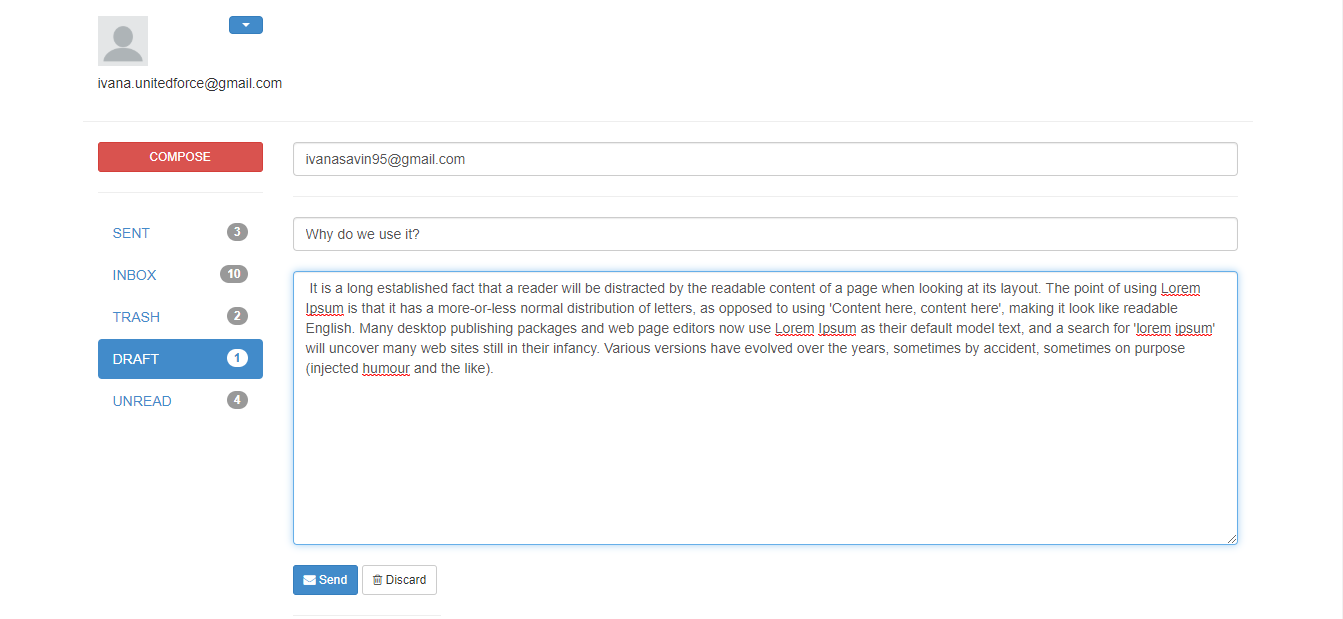 ivana.unitedforce@gmail.com
COMPOSE
SENT 3
INBOX 10
TRASH 2
DRAFT 1
UNREAD 4
ivanasavin95@gmail.com
Why do we use it?
It is a long established fact that a reader will be distracted by the readable content of a page when looking at its layout. The point of using Lorem
Ipsum is that it has a more-or-less normal distribution of letters, as opposed to using 'Content here, content here', making it look like readable
English. Many desktop publishing packages and web page editors now use Lorem Ipsum as their default model text, and a search for 'lorem ipsum'
will uncover many web sites still in their infancy. Various versions have evolved over the years, sometimes by accident, sometimes on purpose
(injected humour and the like).
Send Discard